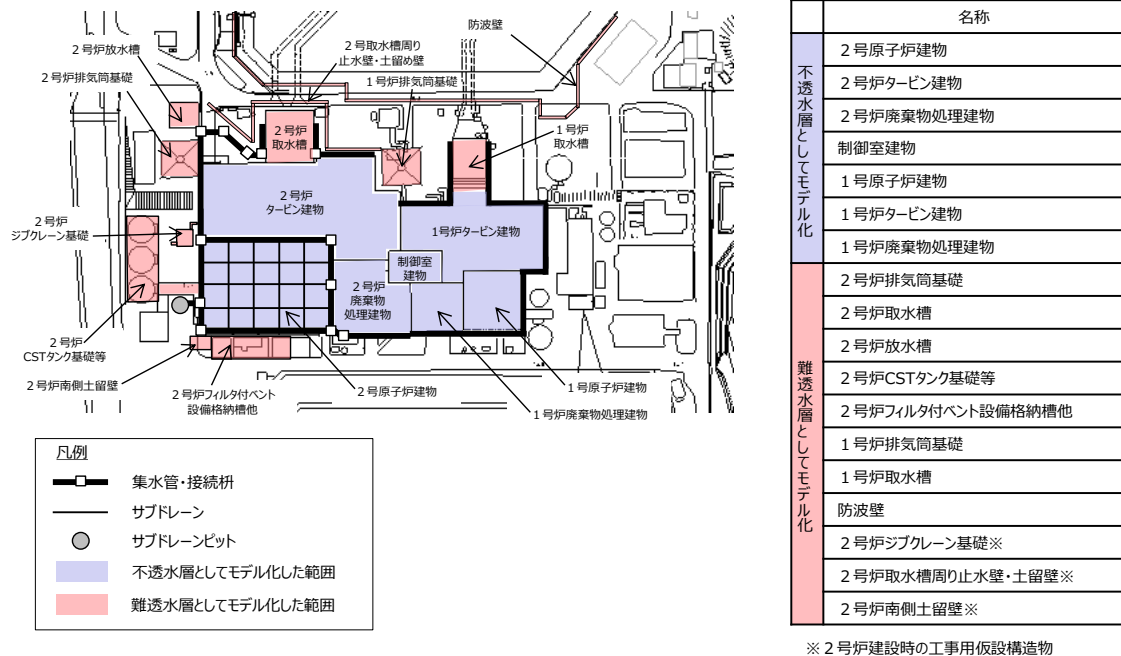 防波壁
2号取水槽周り
止水壁・土留め壁
2号炉放水槽
2号炉排気筒基礎
1号炉排気筒基礎
2号炉
取水槽
1号炉
取水槽
2号炉
タービン建物
2号炉
ジブクレーン基礎
1号炉タービン建物
制御室
建物
2号炉
廃棄物
処理建物
2号炉
CSTタンク基礎等
2号炉南側土留壁
2号炉フィルタ付ベント
設備格納槽他
2号原子炉建物
1号原子炉建物
1号炉廃棄物処理建物
凡例
集水管・接続枡
サブドレーン
サブドレーンピット
不透水層としてモデル化した範囲
難透水層としてモデル化した範囲
名称
不透水層としてモデル化
2号原子炉建物
2号炉タービン建物
2号炉廃棄物処理建物
制御室建物
1号原子炉建物
1号炉タービン建物
1号炉廃棄物処理建物
難透水層としてモデル化
2号炉排気筒基礎
2号炉取水槽
2号炉放水槽
2号炉CSTタンク基礎等
2号炉フィルタ付ベント設備格納槽他
1号炉排気筒基礎
1号炉取水槽
防波壁
2号炉ジブクレーン基礎※
2号炉取水槽周り止水壁・土留壁※
2号炉南側土留壁※
※2号炉建設時の工事用仮設構造物